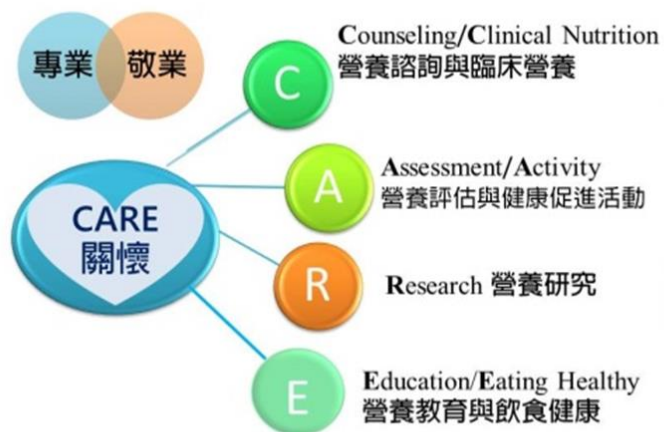 專業 敬業
C
Counseling/Clinical Nutrition
營養諮詢與臨床營養
A
Assessment/Activity
營養評估與健康促進活動
CARE
關懷
R
Research 營養研究
E
Education/Eating Healthy
營養教育與飲食健康